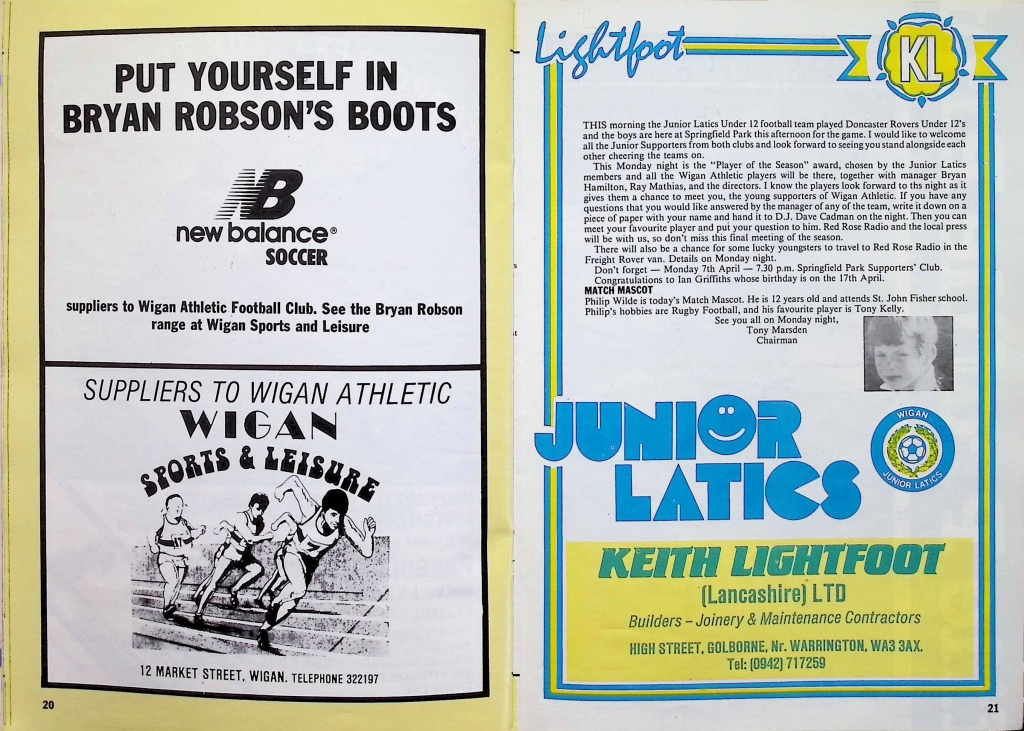 PUT YOURSELF IN
BRYAN ROBSON'S BOOTS
NB
new balance®
SOCCER
suppliers to Wigan Athletic Football Club. See the Bryan Robson
range at Wigan Sports and Leisure
SUPPLIERS TO WIGAN ATHLETIC
WIGAN
SPORTS & LEISURE
12 MARKET STREET, WIGAN. TELEPHONE 322197
20
Lightfoot
KL
THIS morning the Junior Latics Under 12 football team played Doncaster Rovers Under 12's
and the boys are here at Springfield Park this afternoon for the game. I would like to welcome
all the Junior Supporters from both clubs and look forward to seeing you stand alongside each
other cheering the teams on.
This Monday night is the "Player of the Season" award, chosen by the Junior Latics
members and all the Wigan Athletic players will be there, together with manager Bryan
Hamilton, Ray Mathias, and the directors. I know the players look forward to ths night as it
gives them a chance to meet you, the young supporters of Wigan Athletic. If you have any
questions that you would like answered by the manager of any of the team, write it down on a
piece of paper with your name and hand it to D.J. Dave Cadman on the night. Then you can
meet your favourite player and put your question to him. Red Rose Radio and the local press
will be with us, so don't miss this final meeting of the season.
There will also be a chance for some lucky youngsters to travel to Red Rose Radio in the
Freight Rover van. Details on Monday night.
Don't forget — Monday 7th April — 7.30 p.m. Springfield Park Supporters' Club.
Congratulations to Ian Griffiths whose birthday is on the 17th April.
MATCH MASCOT
Philip Wilde is today's Match Mascot. He is 12 years old and attends St. John Fisher school.
Philip's hobbies are Rugby Football, and his favourite player is Tony Kelly.
See you all on Monday night,
Tony Marsden
Chairman
JUNIOR
LATICS
WIGAN
JUNIOR LATICS
KEITH LIGHTFOOT
(Lancashire) LTD
Builders – Joinery & Maintenance Contractors
HIGH STREET, GOLBORNE, Nr. WARRINGTON, WA3 3AX.
Tel: (0942) 717259
21